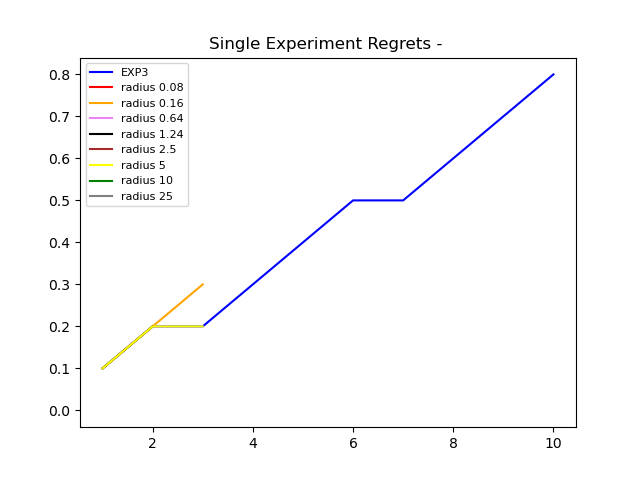 Single Experiment Regrets -
EXP3
radius 0.08
radius 0.16
radius 0.64
radius 1.24
radius 2.5
radius 5
radius 10
radius 25
0.8
0.7
0.6
0.5
0.4
0.3
0.2
0.1
0.0
2 4 6 8 10